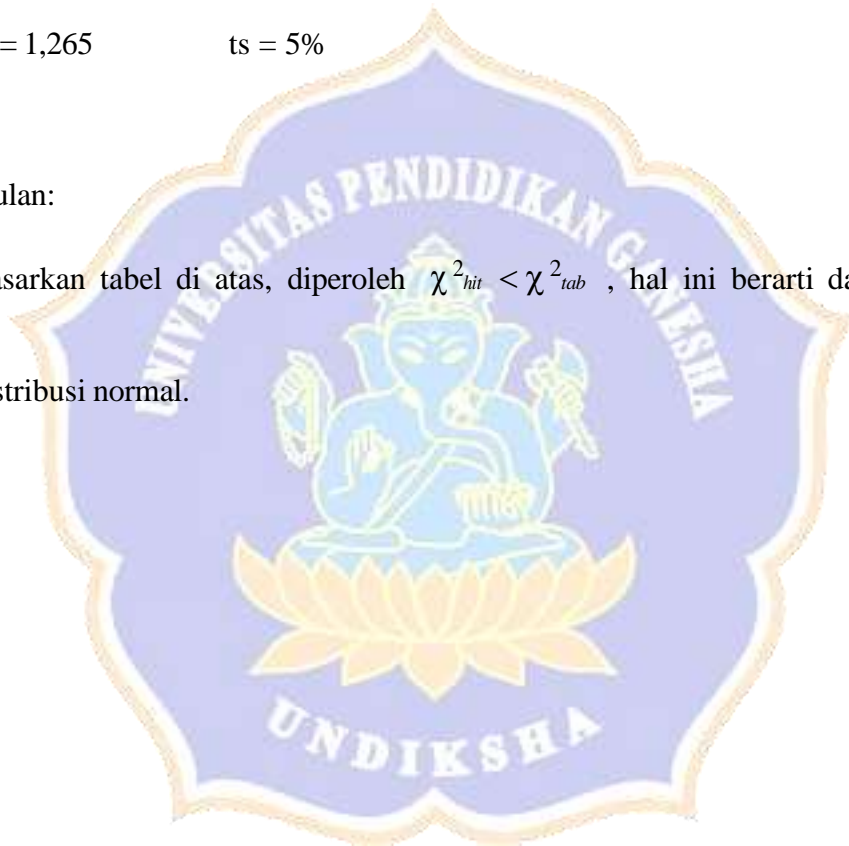 = 1,265 ts = 5%
ulan:
asarkan tabel di atas, diperoleh χ²hit < χ²tab , hal ini berarti da
stribusi normal.
UNIVERSITAS PENDIDIKAN GANESHA
UNDIKSHA